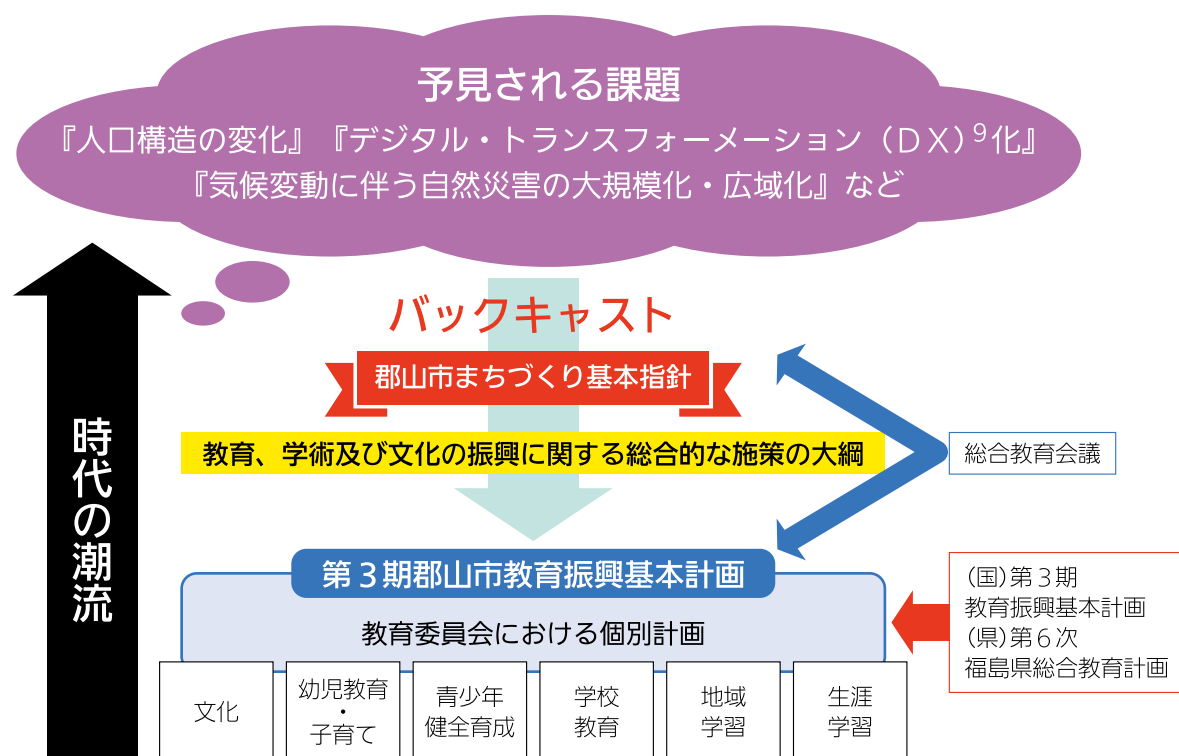 予見される課題
『人口構造の変化』『デジタル・トランスフォーメーション（ＤＸ）9化』
『気候変動に伴う自然災害の大規模化・広域化』など
バックキャスト
郡山市まちづくり基本指針
教育、学術及び文化の振興に関する総合的な施策の大綱
総合教育会議
時代の潮流
第３期郡山市教育振興基本計画
教育委員会における個別計画
（国）第３期
教育振興基本計画
（県）第６次
福島県総合教育計画
文化
幼児教育
・
子育て
青少年
健全育成
学校
教育
地域
学習
生涯
学習